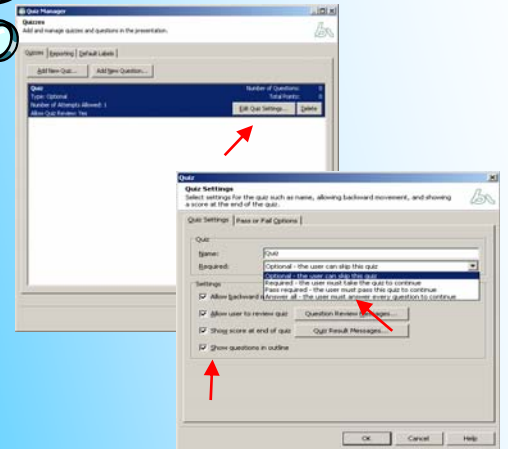 Quiz Manager
Quizzes
Add and manage quizzes and questions in the presentation.
Quizzes Reporting Default Labels
Add New Quiz... Add New Question...
Quiz Number of Questions: 0
Type: Optional Total Points: 0
Number of Attempts Allowed: 1
Allow Quiz Review: Yes Edit Quiz Settings... Delete
Quiz
Quiz Settings
Select settings for the quiz such as name, allowing backward movement, and showing
a score at the end of the quiz.
Quiz Settings Pass or Fail Options
Quiz
Name: Quiz
Required: Optional - the user can skip this quiz
Optional - the user can skip this quiz
Required - the user must take the quiz to continue
Settings
Pass required - the user must pass this quiz to continue
Allow backward Answer all - the user must answer every question to continue
Allow user to review quiz Question Review Messages...
Show score at end of quiz Quiz Result Messages...
Show questions in outline
OK Cancel Help